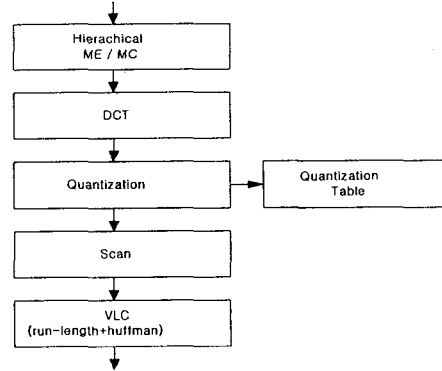 Hierachical
ME / MC
DCT
Quantization
Quantization
Table
Scan
VLC
(run-length+huffman)